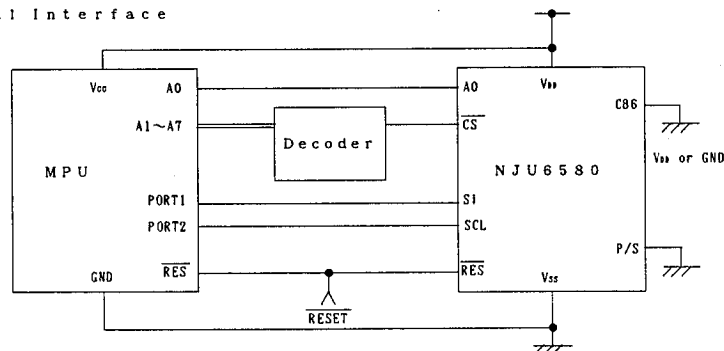 l Interface
Vcc
A0
A1~A7
MPU
PORT1
PORT2
RES
GND
Decoder
RESET
VDD
A0
CS
C86
VDD or GND
NJU6580
SI
SCL
P/S
RES
VSS